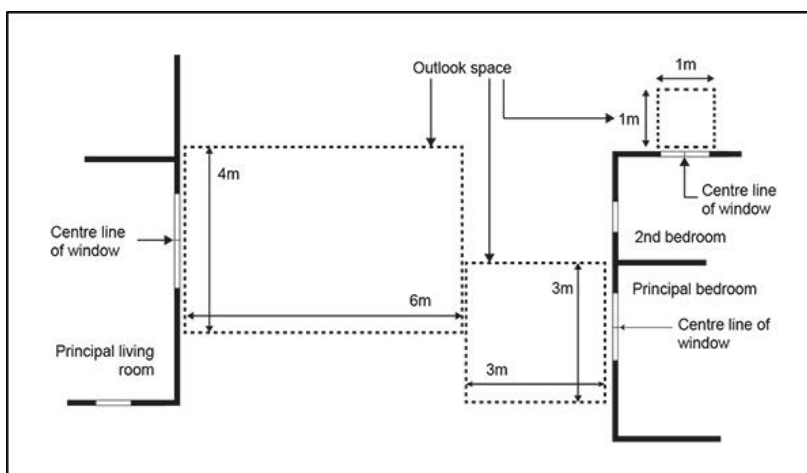 Outlook space
1m
1m
4m
Centre line
of window
Centre line
of window
2nd bedroom
6m
3m
Principal bedroom
Centre line of
window
Principal living
room
3m